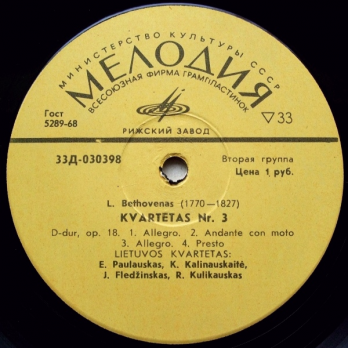 МИНИСТЕРСТВО КУЛЬТУРЫ СССР
МЕЛОДИЯ
ВСЕСОЮЗНАЯ ФИРМА ГРАМПЛАСТИНОК
Гост
5289-68
▽33
РИЖСКИЙ ЗАВОД
33Д-030398
Вторая группа
Цена 1 руб.
L. Bethovenas (1770—1827)
KVARTETAS Nr. 3
D-dur, op. 18. 1. Allegro. 2. Andante con moto
3. Allegro. 4. Presto
LIETUVOS KVARTETAS:
E. Paulauskas, K. Kalinauskaitė,
J. Fledžinskas, R. Kulikauskas